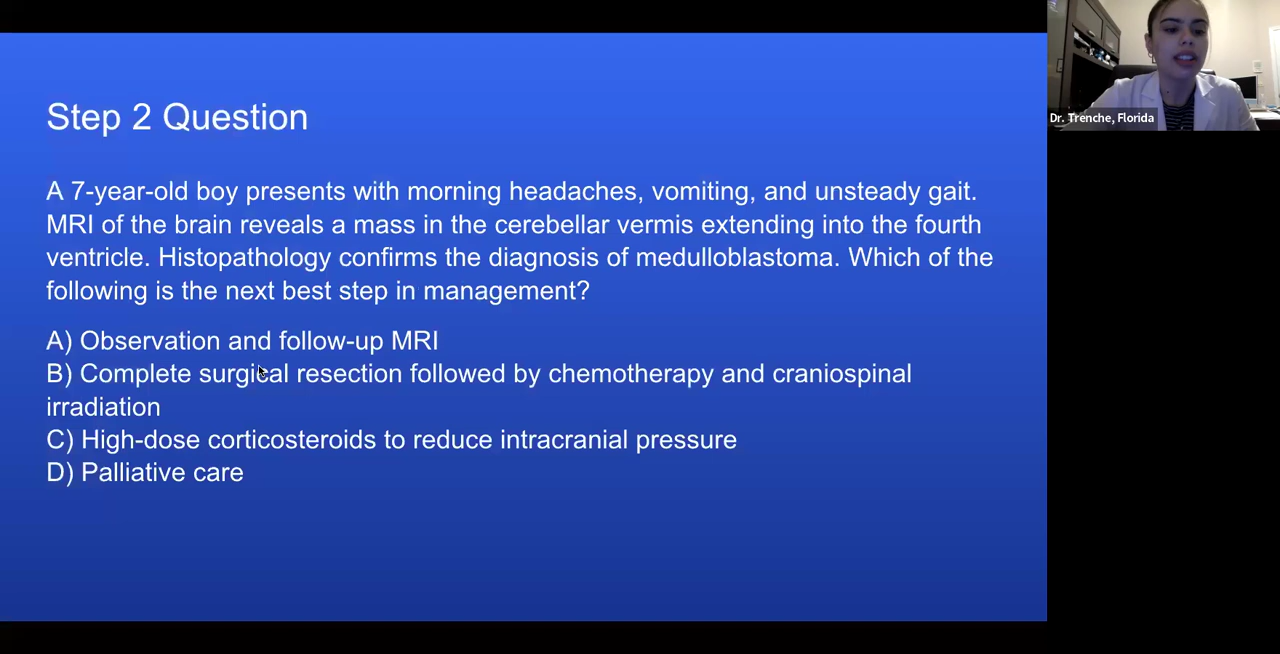 Step 2 Question
A 7-year-old boy presents with morning headaches, vomiting, and unsteady gait.
MRI of the brain reveals a mass in the cerebellar vermis extending into the fourth
ventricle. Histopathology confirms the diagnosis of medulloblastoma. Which of the
following is the next best step in management?
A) Observation and follow-up MRI
B) Complete surgical resection followed by chemotherapy and craniospinal
irradiation
C) High-dose corticosteroids to reduce intracranial pressure
D) Palliative care
Dr. Trenche, Florida